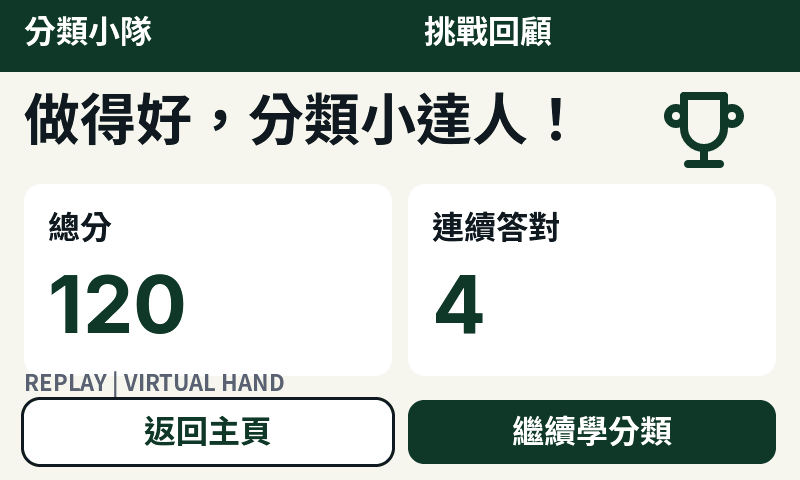 分類小隊
挑戰回顧
做得好，分類小達人！
總分
120
連續答對
4
REPLAY | VIRTUAL HAND
返回主頁
繼續學分類